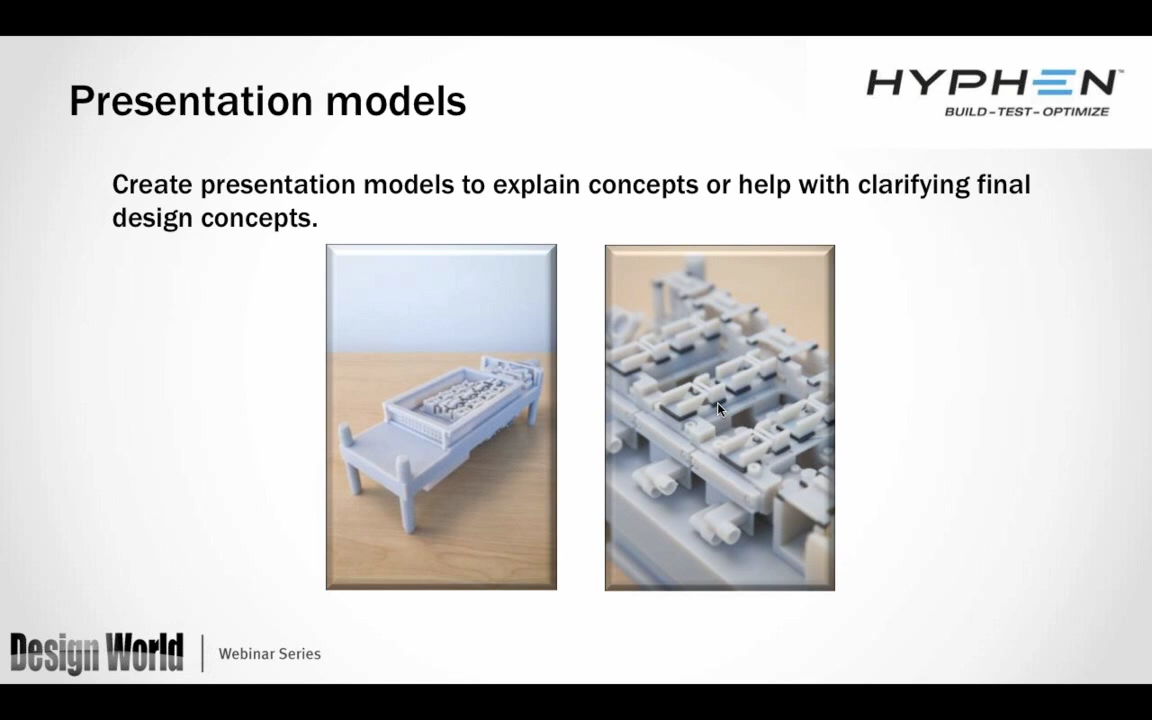 Presentation models
HYPHEN™
BUILD–TEST–OPTIMIZE
Create presentation models to explain concepts or help with clarifying final
design concepts.
Design World
Webinar Series